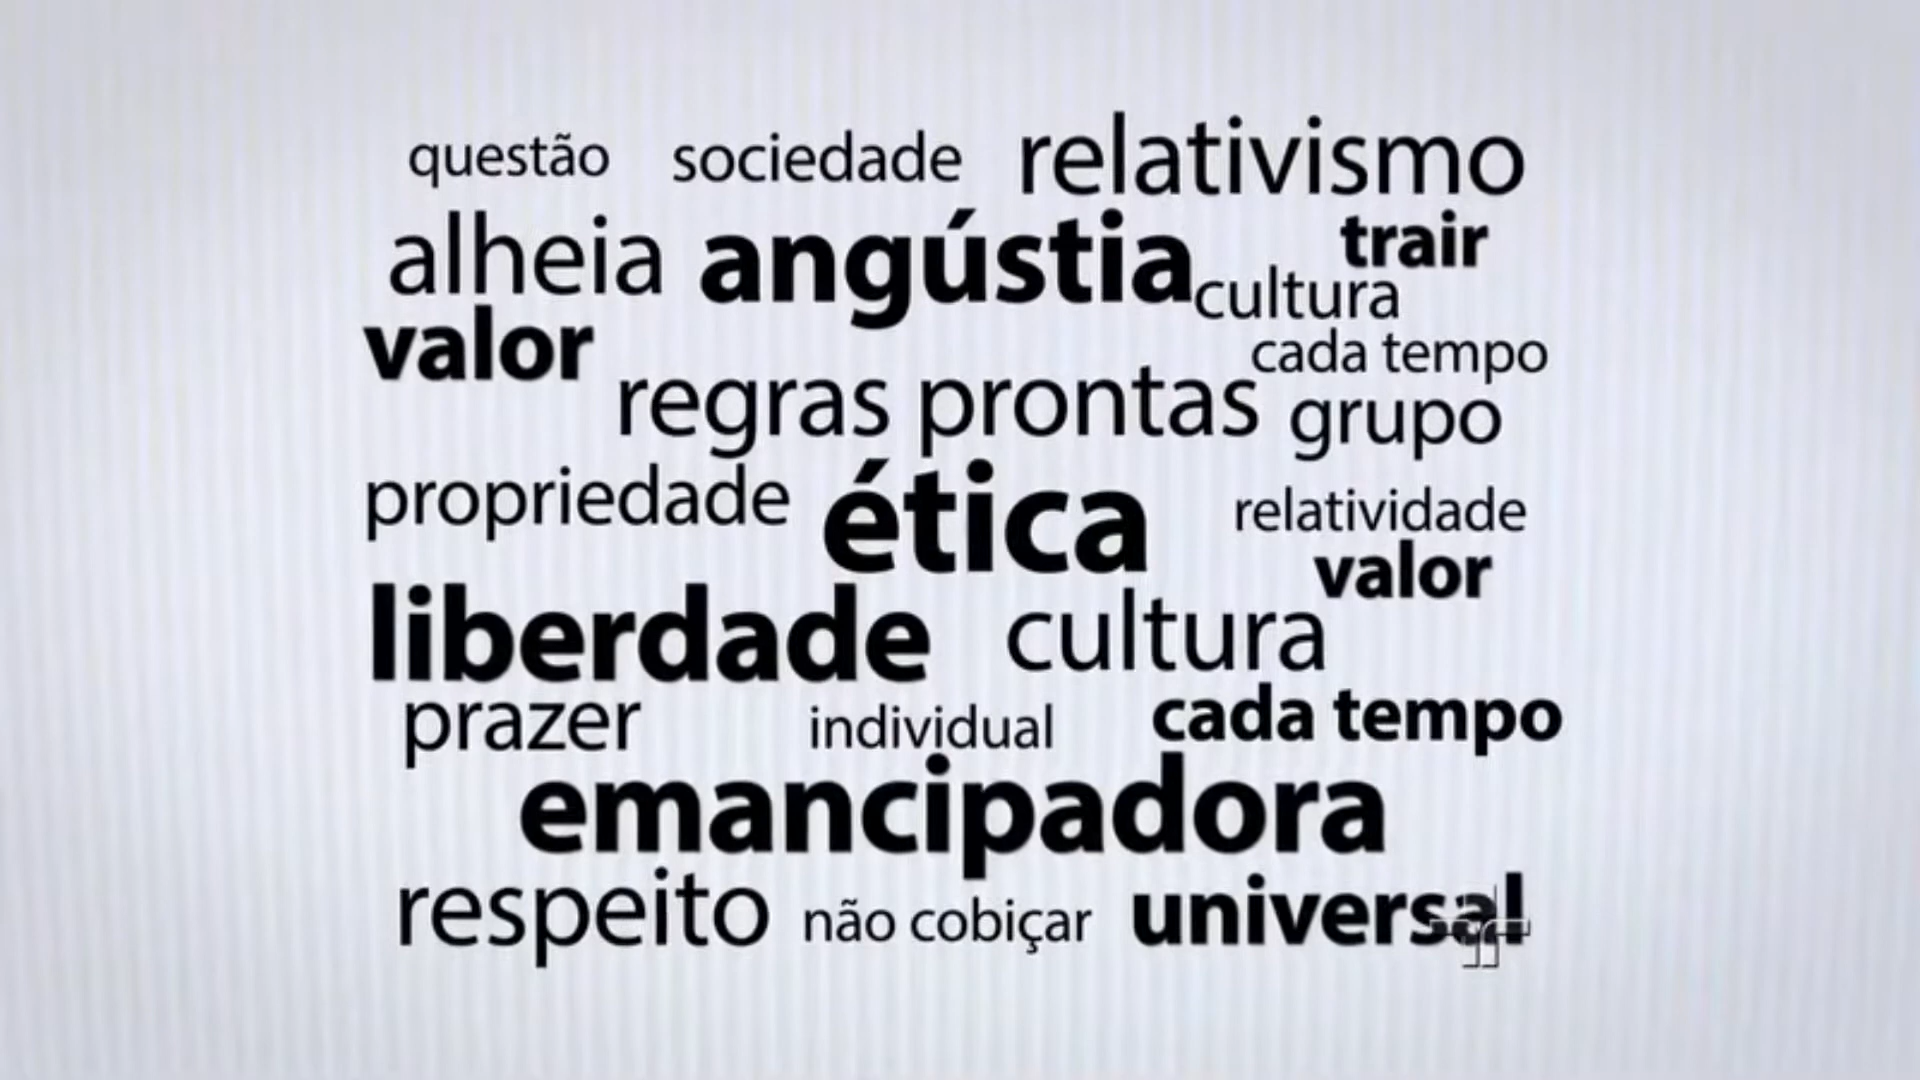 questão sociedade relativismo
alheia angústia trair
cultura
valor cada tempo
regras prontas grupo
propriedade ética relatividade
valor
liberdade cultura
prazer individual cada tempo
emancipadora
respeito não cobiçar universal